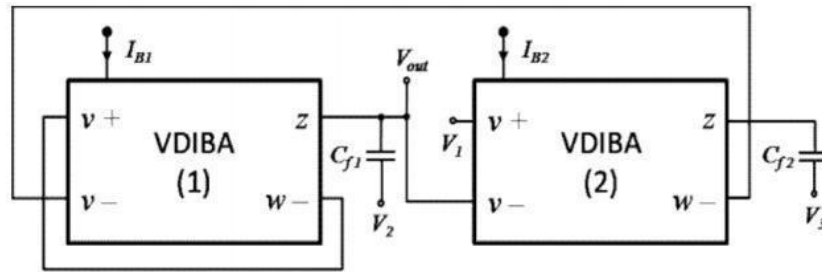 I_B1
V_out
I_B2
v +
VDIBA
(1)
z
v −
w −
C_f1
V_2
V_1
v +
VDIBA
(2)
z
v −
w −
C_f2